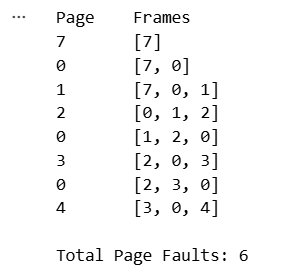 ...
Page Frames
7 [7]
0 [7, 0]
1 [7, 0, 1]
2 [0, 1, 2]
0 [1, 2, 0]
3 [2, 0, 3]
0 [2, 3, 0]
4 [3, 0, 4]
Total Page Faults: 6